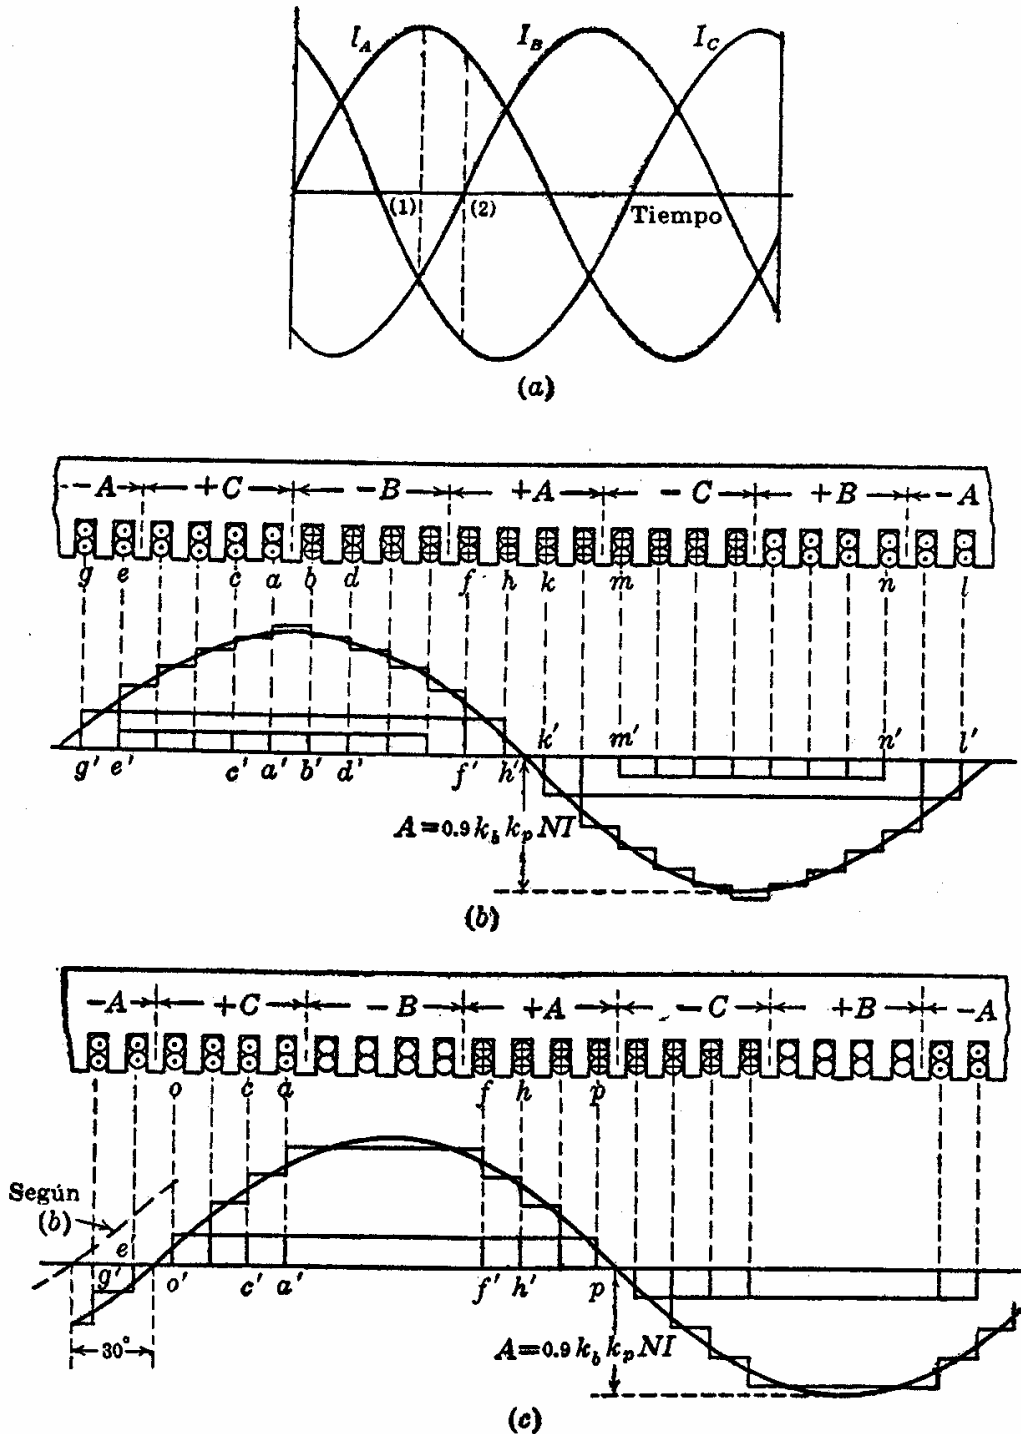 I_A I_B I_C
(1) (2) Tiempo
(a)
-A +C -B +A -C +B -A
g e c a b d f h k m n l
k' m' n' l'
g' e' c' a' b' d' f' h'
A = 0.9 k_b k_p NI
(b)
-A +C -B +A -C +B -A
o c a f h p
Según
(b)
e'
g' o' c' a' f' h' p
30°
A = 0.9 k_b k_p NI
(c)